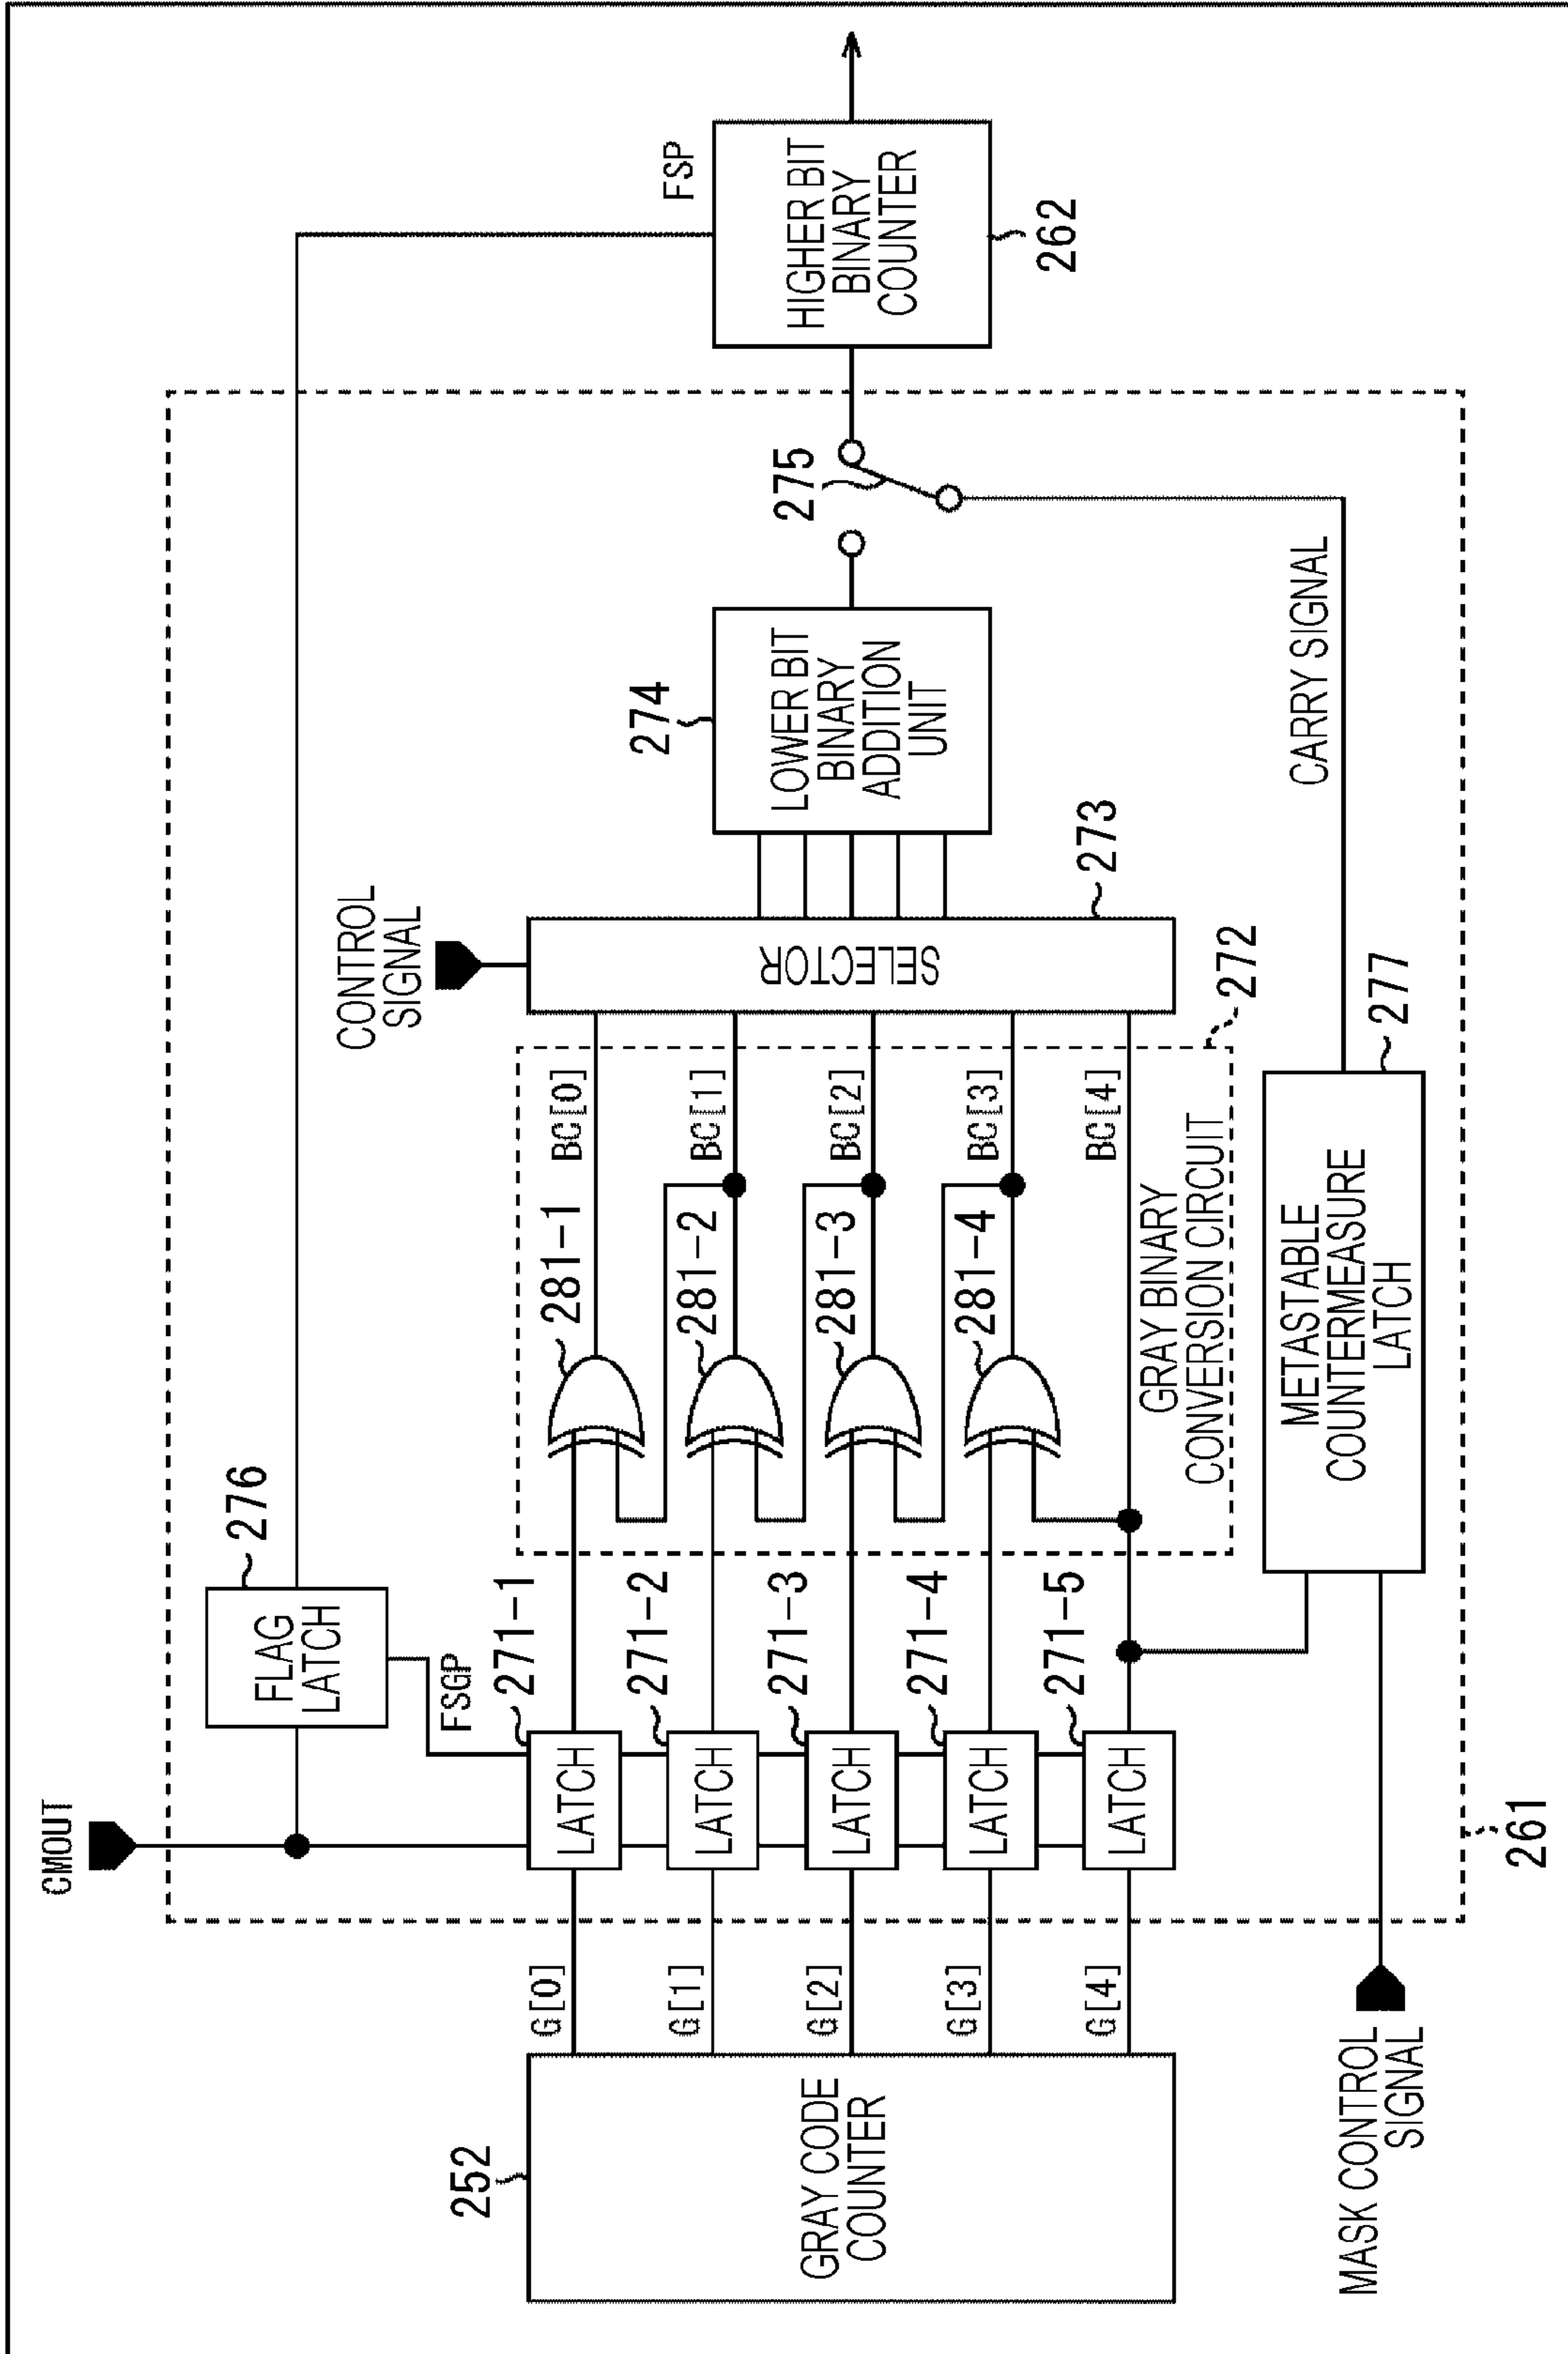 CMOUT
276
FLAG
LATCH
FSGP
CONTROL
SIGNAL
FSP
252
GRAY CODE
COUNTER
G[0]
G[1]
G[2]
G[3]
G[4]
LATCH
LATCH
LATCH
LATCH
LATCH
271-1
271-2
271-3
271-4
271-5
281-1
281-2
281-3
281-4
BC[0]
BC[1]
BC[2]
BC[3]
BC[4]
GRAY BINARY
CONVERSION CIRCUIT
272
SELECTOR
273
274
LOWER BIT
BINARY
ADDITION
UNIT
275
HIGHER BIT
BINARY
COUNTER
262
MASK CONTROL
SIGNAL
261
METASTABLE
COUNTERMEASURE
LATCH
277
CARRY SIGNAL